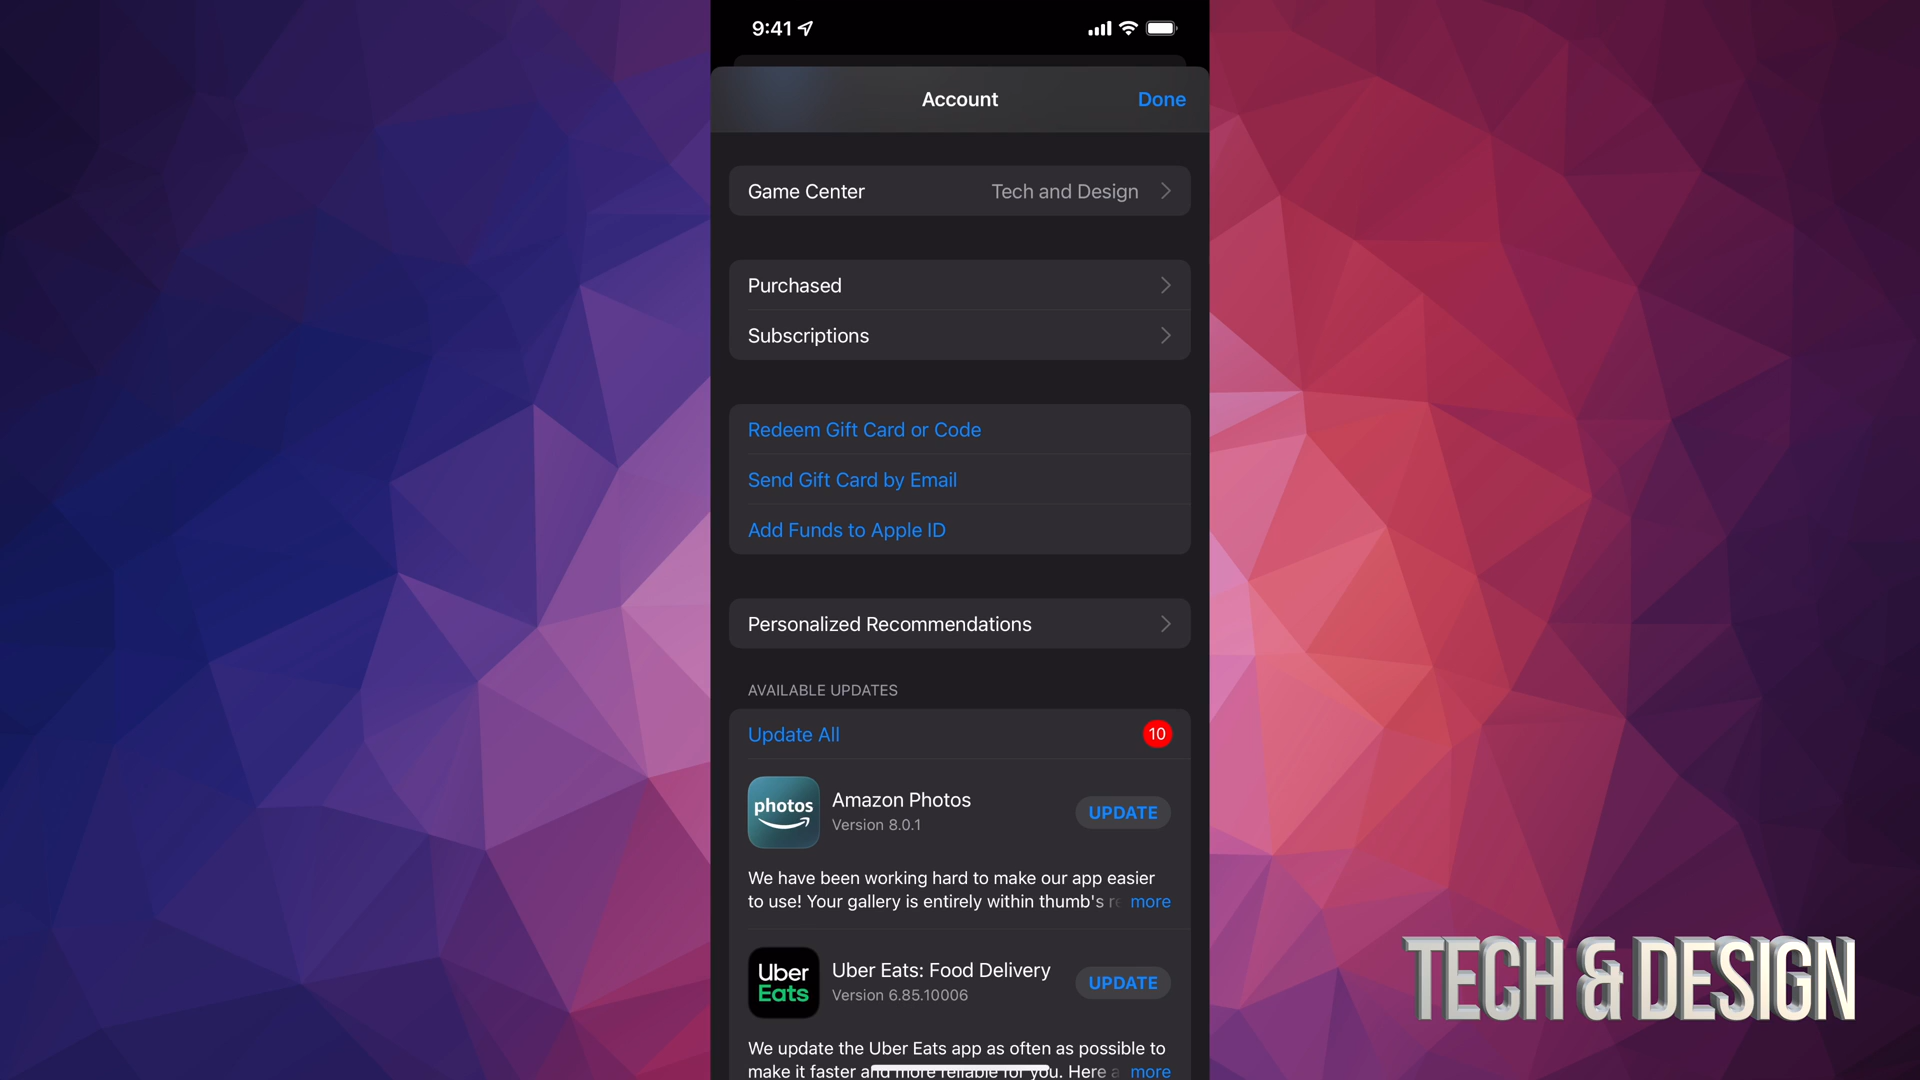 9:41
Account
Done
Game Center
Tech and Design
Purchased
Subscriptions
Redeem Gift Card or Code
Send Gift Card by Email
Add Funds to Apple ID
Personalized Recommendations
AVAILABLE UPDATES
Update All
10
photos
Amazon Photos
Version 8.0.1
UPDATE
We have been working hard to make our app easier
to use! Your gallery is entirely within thumb's more
Uber
Eats
Uber Eats: Food Delivery
Version 6.85.10006
UPDATE
We update the Uber Eats app as often as possible to
make it faster and more reliable for you. Here more
TECH & DESIGN